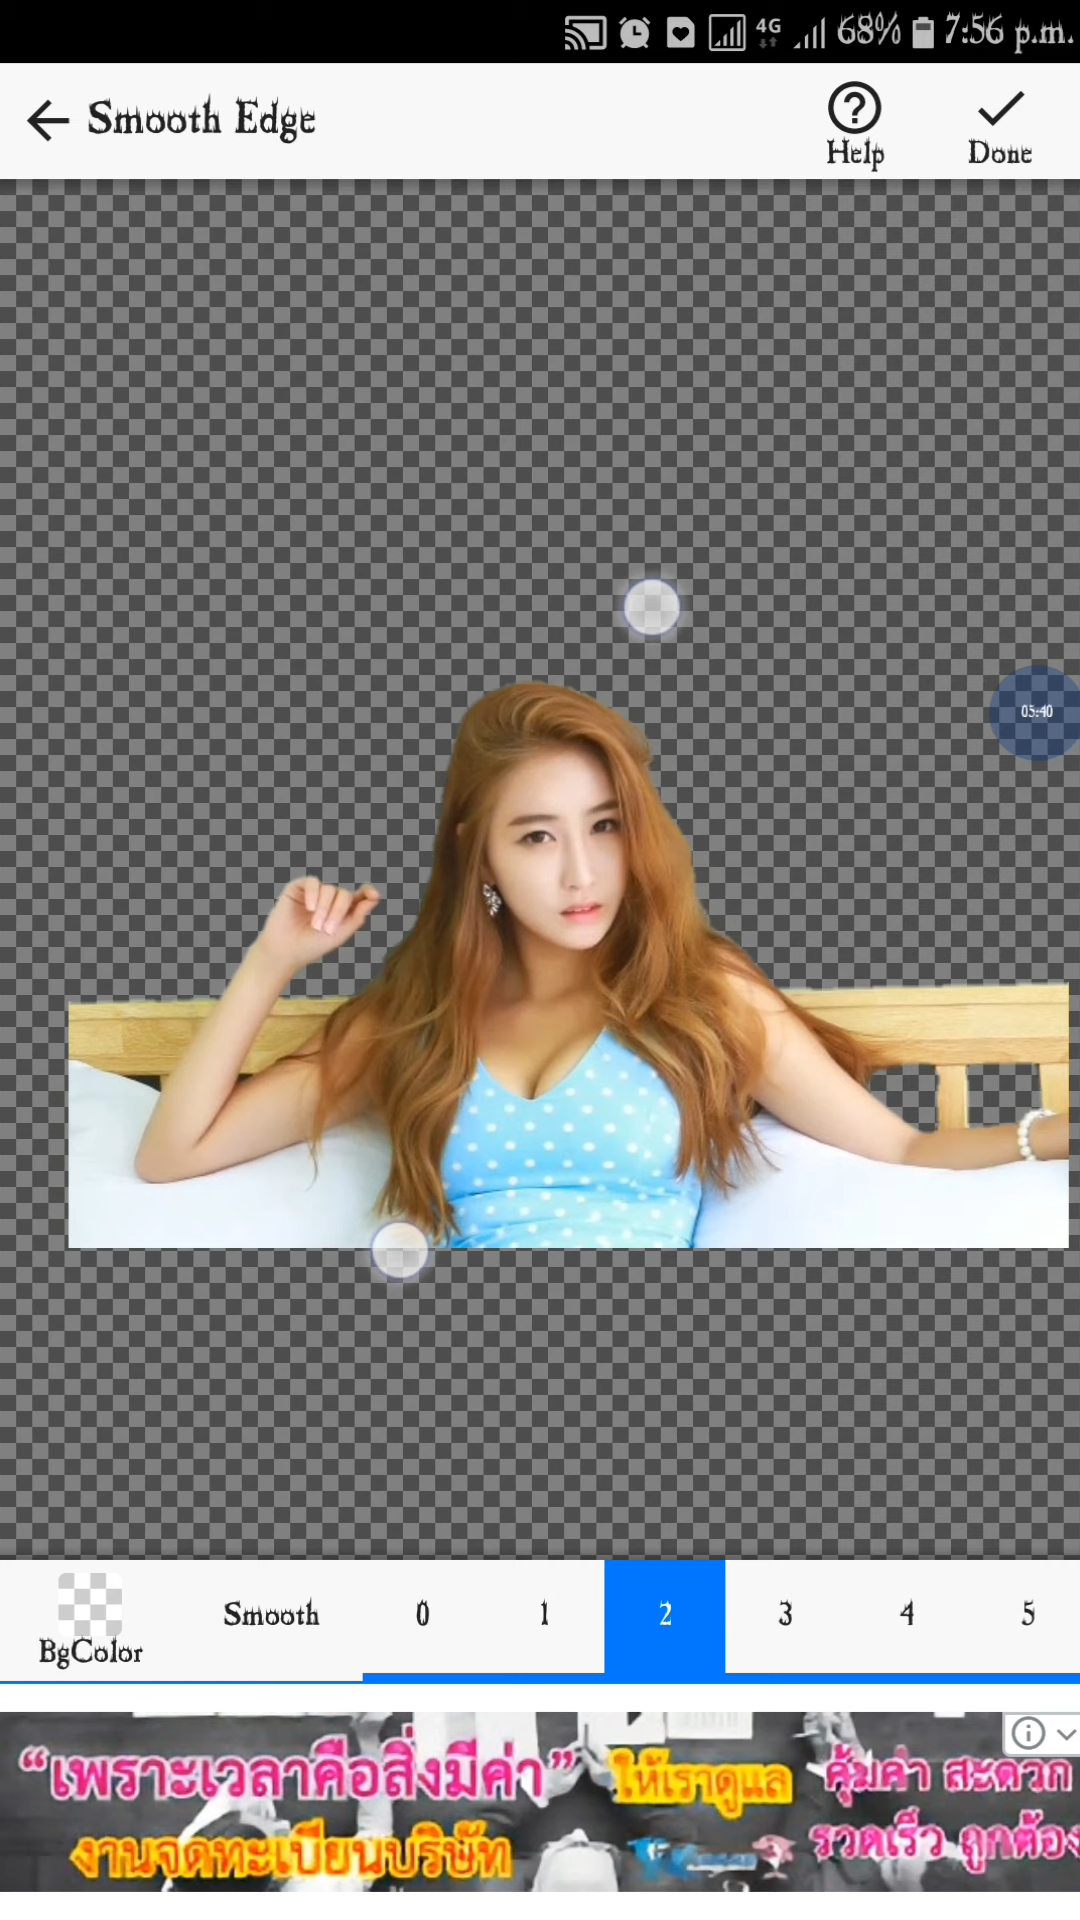 4G 68% 7:56 p.m.
Smooth Edge
Help
Done
05:40
BgColor
Smooth 0 1 2 3 4 5
“เพราะเวลาคือสิ่งมีค่า” ให้เราดูแล คุ้มค่า สะดวก
งานจดทะเบียนบริษัท รวดเร็ว ถูกต้อง